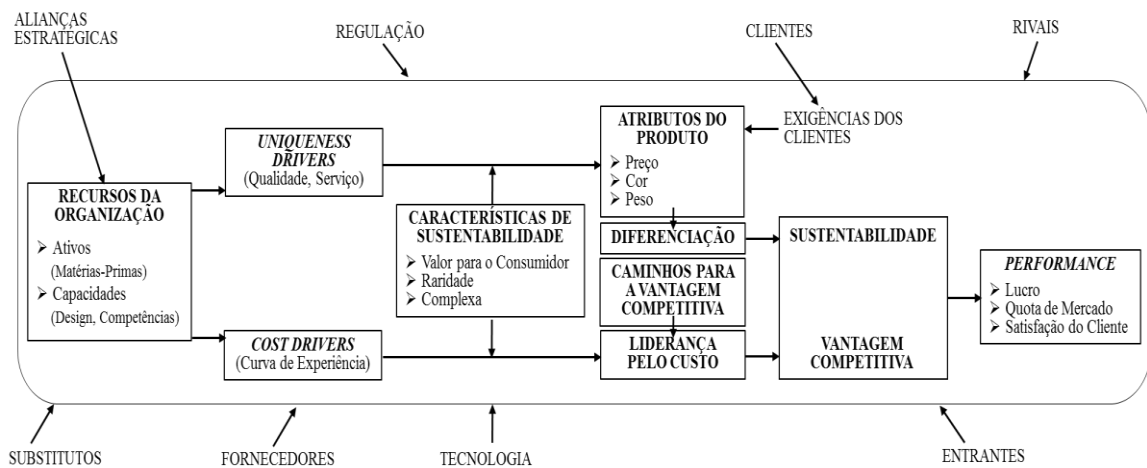 ALIANÇAS
ESTRATÉGICAS
REGULAÇÃO
CLIENTES
RIVAIS
RECURSOS DA
ORGANIZAÇÃO
➢ Ativos
(Matérias-Primas)
➢ Capacidades
(Design, Competências)
UNIQUENESS
DRIVERS
(Qualidade, Serviço)
COST DRIVERS
(Curva de Experiência)
CARACTERÍSTICAS DE
SUSTENTABILIDADE
➢ Valor para o Consumidor
➢ Raridade
➢ Complexa
ATRIBUTOS DO
PRODUTO
➢ Preço
➢ Cor
➢ Peso
EXIGÊNCIAS DOS
CLIENTES
DIFERENCIAÇÃO
CAMINHOS PARA
A VANTAGEM
COMPETITIVA
LIDERANÇA
PELO CUSTO
SUSTENTABILIDADE
VANTAGEM
COMPETITIVA
PERFORMANCE
➢ Lucro
➢ Quota de Mercado
➢ Satisfação do Cliente
SUBSTITUTOS
FORNECEDORES
TECNOLOGIA
ENTRANTES